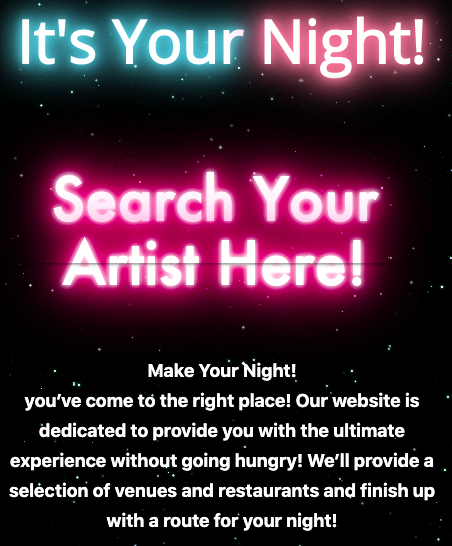 It's Your Night!
Search Your
Artist Here!
Make Your Night!
you’ve come to the right place! Our website is
dedicated to provide you with the ultimate
experience without going hungry! We’ll provide a
selection of venues and restaurants and finish up
with a route for your night!